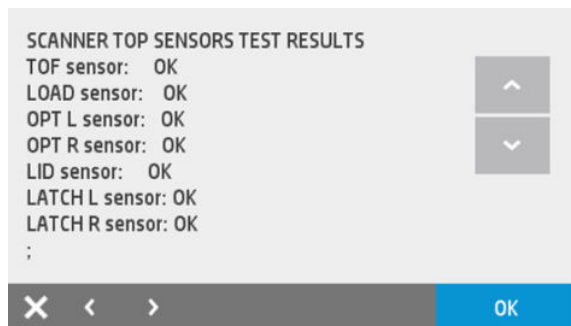 SCANNER TOP SENSORS TEST RESULTS
TOF sensor: OK
LOAD sensor: OK
OPT L sensor: OK
OPT R sensor: OK
LID sensor: OK
LATCH L sensor: OK
LATCH R sensor: OK
;
OK